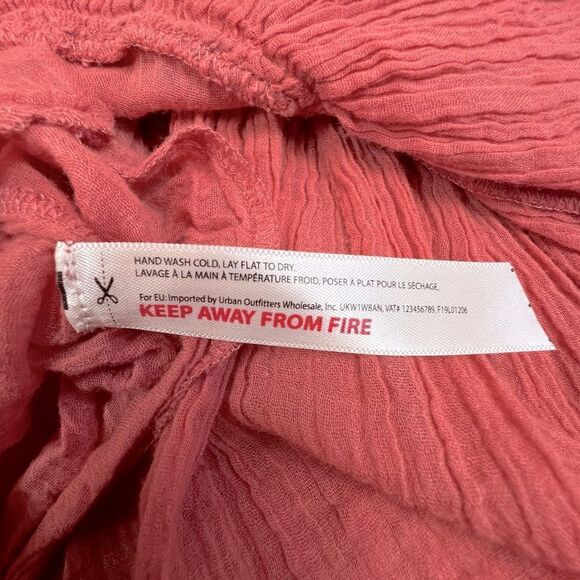 HAND WASH COLD, LAY FLAT TO DRY.
LAVAGE À LA MAIN À TEMPÉRATURE FROID, POSER À PLAT POUR LE SÉCHAGE.
For EU: Imported by Urban Outfitters Wholesale, Inc. UKW1W8AN, VAT# 123456789, F19L01206
KEEP AWAY FROM FIRE